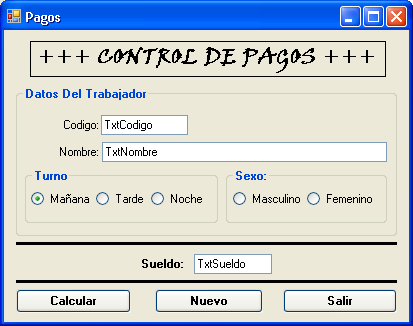 Pagos
+++ CONTROL DE PAGOS +++
Datos Del Trabajador
Codigo: TxtCodigo
Nombre: TxtNombre
Turno Sexo:
Mañana Tarde Noche Masculino Femenino
Sueldo: TxtSueldo
Calcular Nuevo Salir